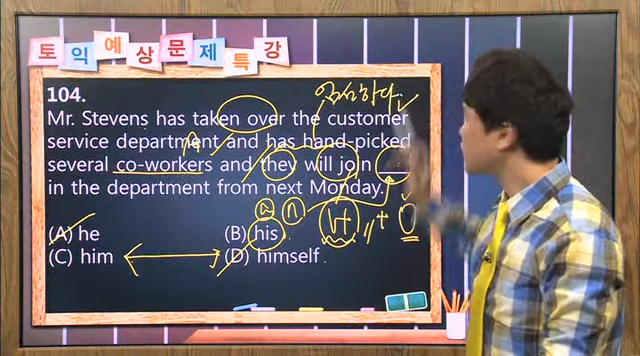 토익예상문제특강
104.
Mr. Stevens has taken over the customer
service department and has hand-picked
several co-workers and they will join
in the department from next Monday.
(A) he (B) his
(C) him (D) himself
n
Vt